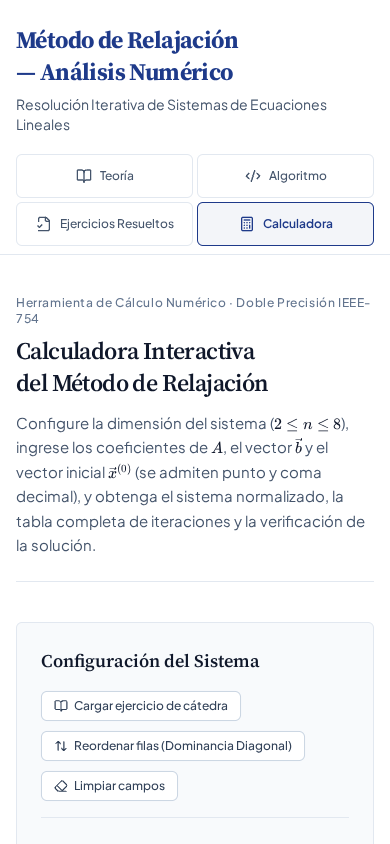 Método de Relajación
— Análisis Numérico
Resolución Iterativa de Sistemas de Ecuaciones
Lineales
Teoría
Algoritmo
Ejercicios Resueltos
Calculadora
Herramienta de Cálculo Numérico · Doble Precisión IEEE-
754
Calculadora Interactiva
del Método de Relajación
Configure la dimensión del sistema (2 ≤ n ≤ 8),
ingrese los coeficientes de A, el vector b⃗ y el
vector inicial x⃗⁽⁰⁾ (se admiten punto y coma
decimal), y obtenga el sistema normalizado, la
tabla completa de iteraciones y la verificación de
la solución.
Configuración del Sistema
Cargar ejercicio de cátedra
Reordenar filas (Dominancia Diagonal)
Limpiar campos